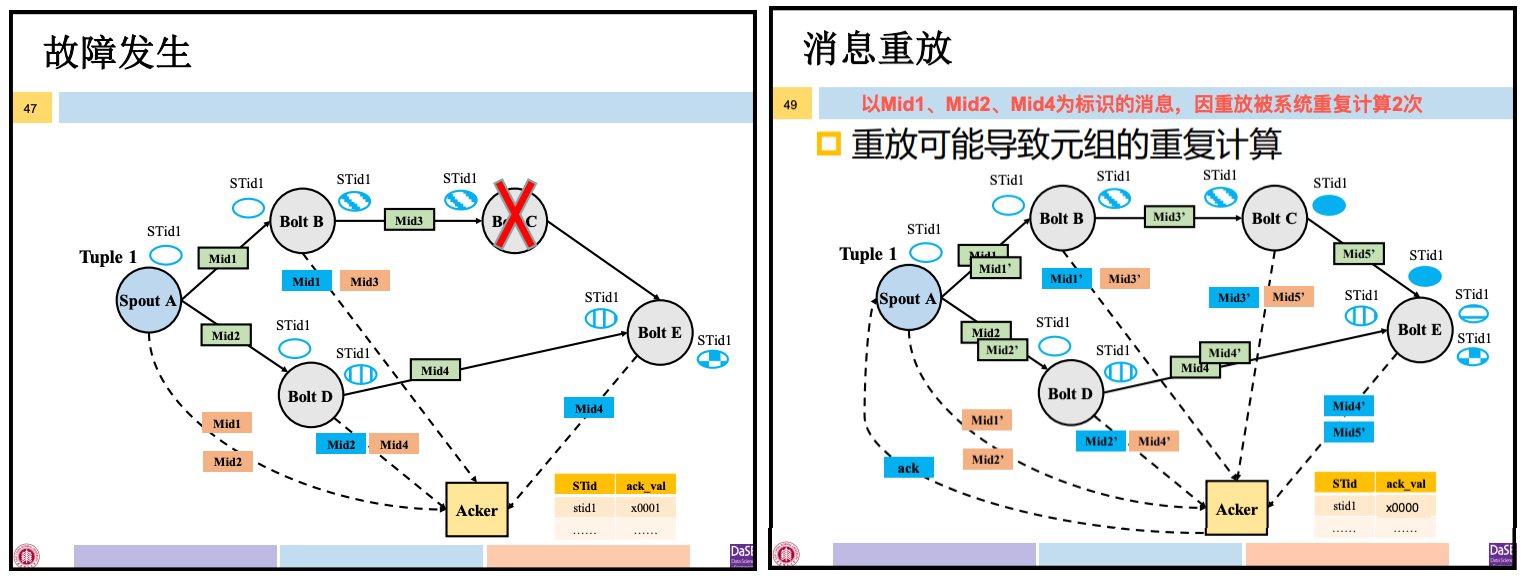 故障发生
47
STid1
STid1
STid1
Bolt B
Mid3
STid1
Tuple 1
Mid1
Mid1
Mid3
Spout A
STid1
STid1
Bolt E
Mid2
STid1
STid1
Mid4
Bolt D
Mid4
Mid1
Mid2
Mid4
Mid2
STid
ack_val
Acker
stid1
x0001
……
……
消息重放
49
以Mid1、Mid2、Mid4为标识的消息，因重放被系统重复计算2次
重放可能导致元组的重复计算
STid1
STid1
STid1
STid1
Bolt B
Mid3’
Bolt C
STid1
Tuple 1
Mid1’
Mid5’
STid1
Mid1’
Mid3’
Mid3’
Mid5’
Spout A
STid1
STid1
Mid2
Mid2’
STid1
Bolt E
STid1
STid1
Mid4’
Mid4
Bolt D
Mid4’
Mid1’
Mid5’
Mid2’
Mid4’
Mid2’
ack
STid
ack_val
Acker
stid1
x0000
……
……